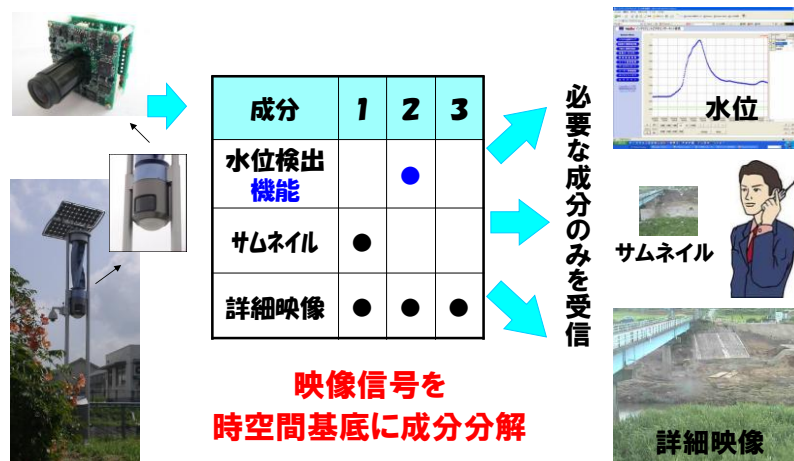 成分 1 2 3
水位検出
機能 ●
サムネイル ●
詳細映像 ● ● ●
映像信号を
時空間基底に成分分解
必要な成分のみを受信
水位
サムネイル
詳細映像